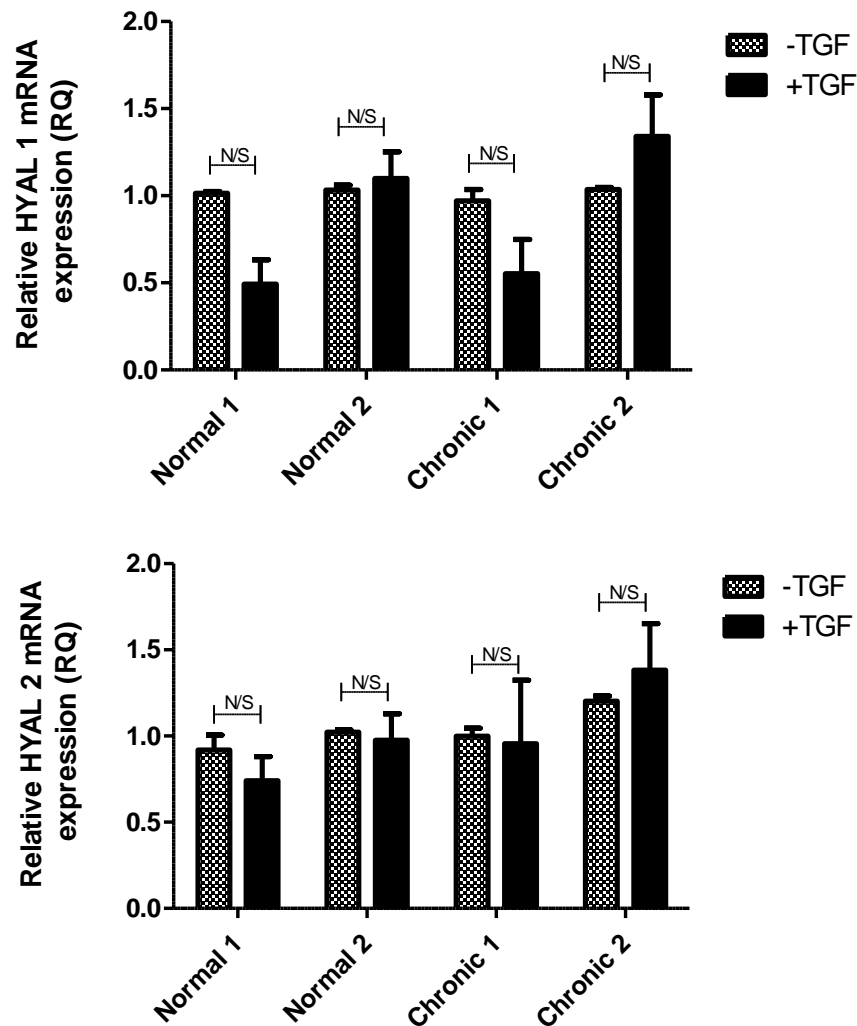 Relative HYAL 1 mRNA
expression (RQ)
2.0
1.5
1.0
0.5
0.0
N/S
N/S
N/S
N/S
-TGF
+TGF
Normal 1
Normal 2
Chronic 1
Chronic 2
Relative HYAL 2 mRNA
expression (RQ)
2.0
1.5
1.0
0.5
0.0
N/S
N/S
N/S
N/S
-TGF
+TGF
Normal 1
Normal 2
Chronic 1
Chronic 2